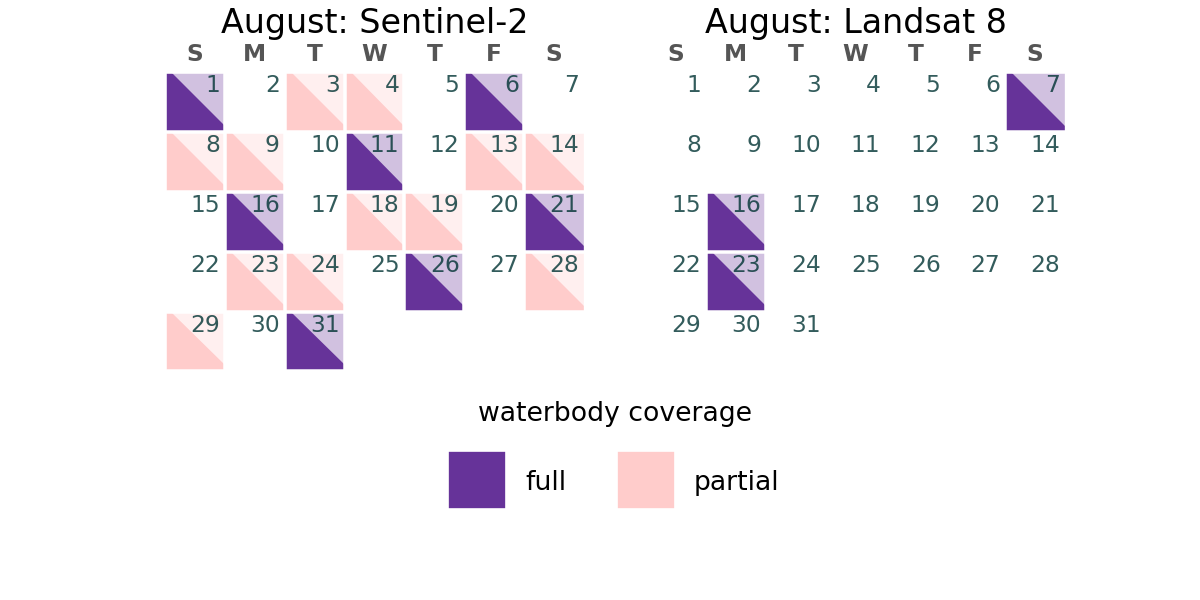 August: Sentinel-2
S M T W T F S
1 2 3 4 5 6 7
8 9 10 11 12 13 14
15 16 17 18 19 20 21
22 23 24 25 26 27 28
29 30 31
August: Landsat 8
S M T W T F S
1 2 3 4 5 6 7
8 9 10 11 12 13 14
15 16 17 18 19 20 21
22 23 24 25 26 27 28
29 30 31
waterbody coverage
full
partial